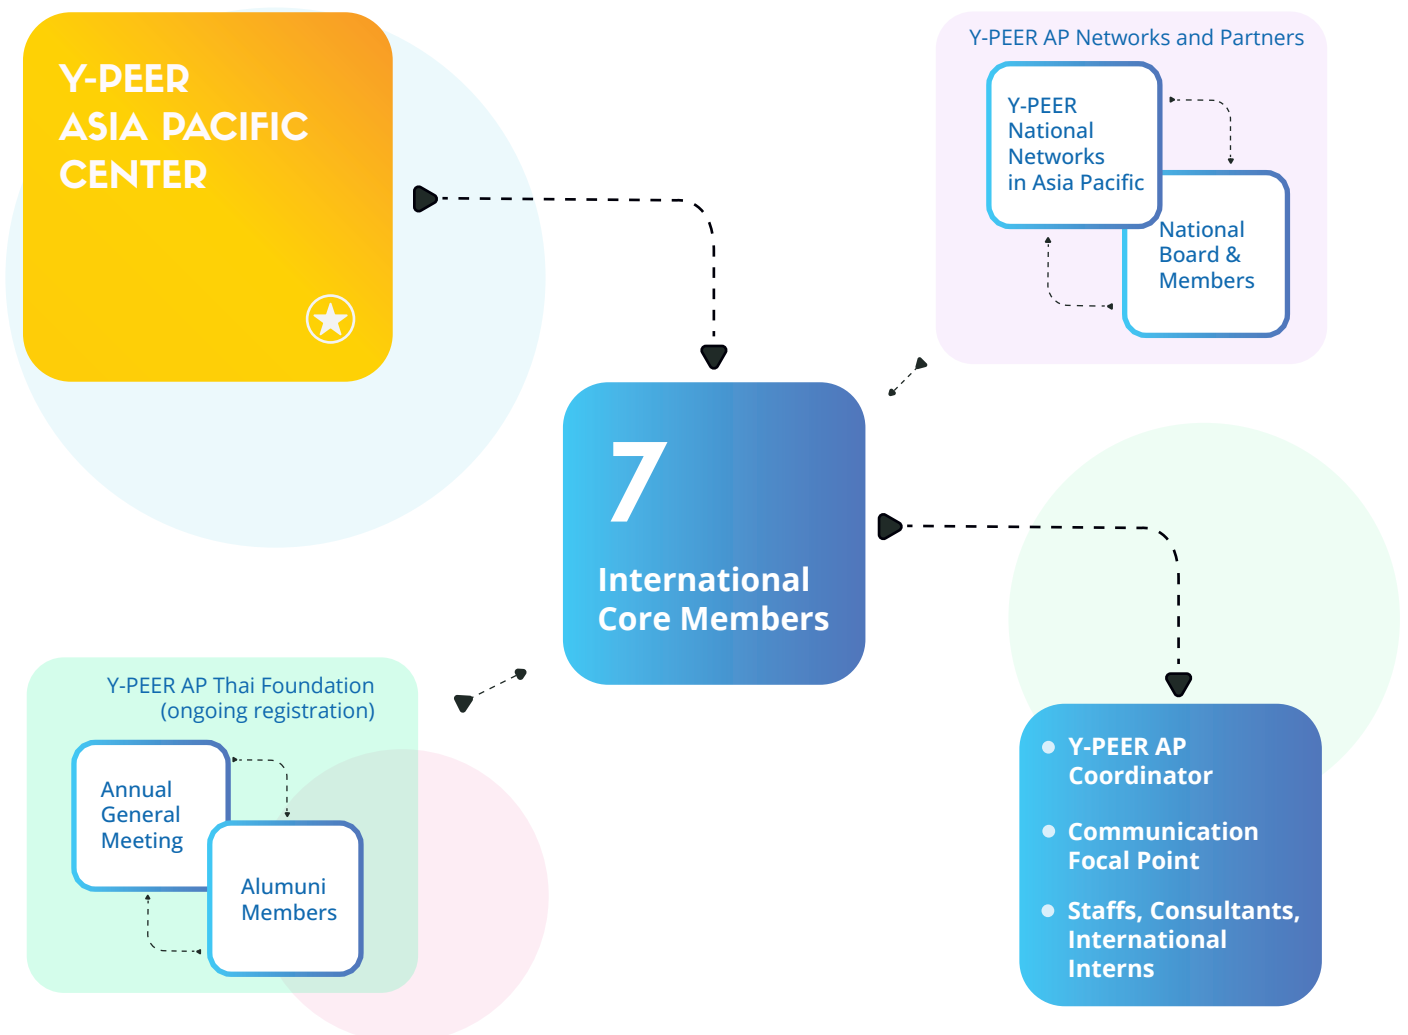 Y-PEER
ASIA PACIFIC
CENTER
Y-PEER AP Networks and Partners
Y-PEER
National
Networks
in Asia Pacific
National
Board &
Members
7
International
Core Members
Y-PEER AP Thai Foundation
(ongoing registration)
Annual
General
Meeting
Alumuni
Members
Y-PEER AP
Coordinator
Communication
Focal Point
Staffs, Consultants,
International
Interns